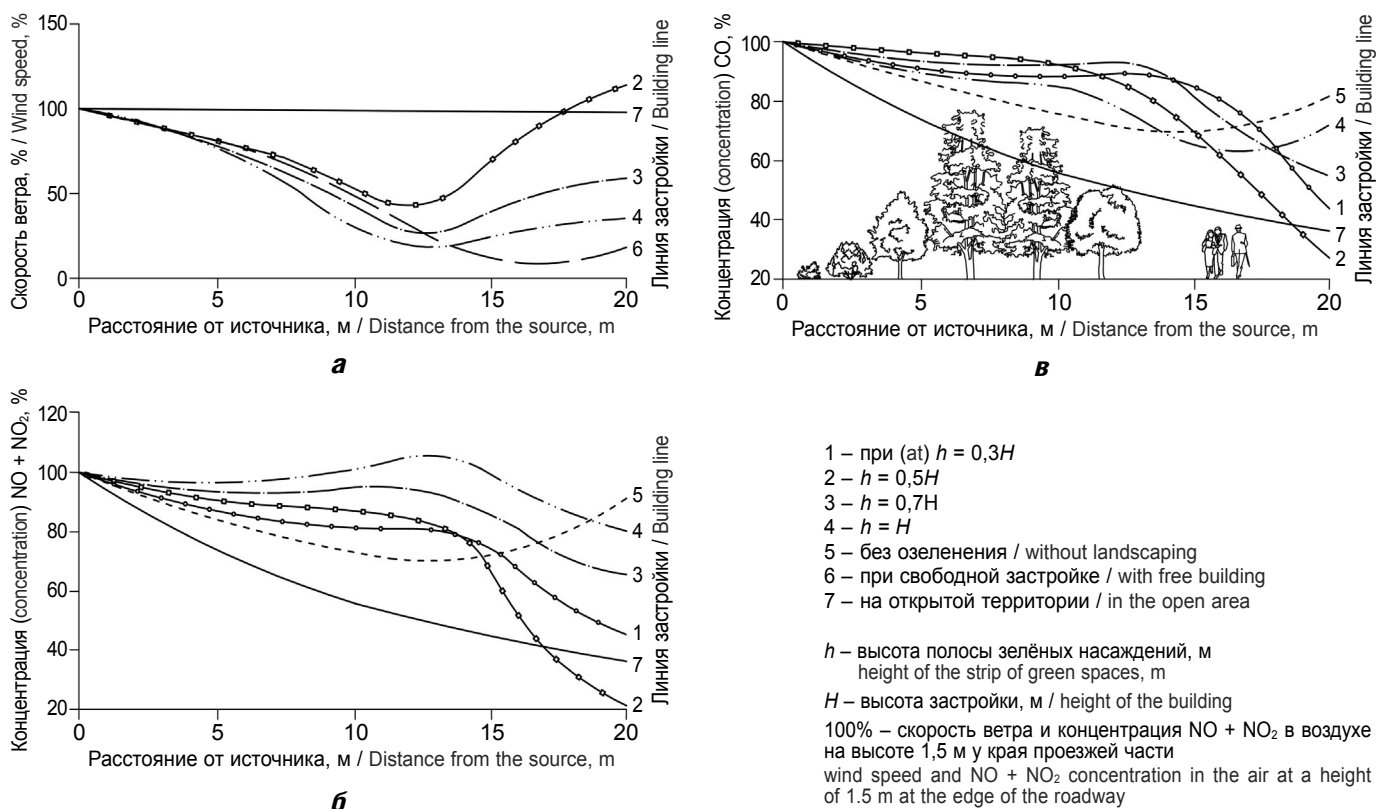 Скорость ветра, % / Wind speed, %
150
100
50
0
0
5
10
15
20
2
7
3
4
6
Линия застройки / Building line
Расстояние от источника, м / Distance from the source, m
а
Концентрация (concentration) CO, %
100
80
60
40
20
0
5
10
15
20
5
4
3
1
7
2
Линия застройки / Building line
Расстояние от источника, м / Distance from the source, m
в
Концентрация (concentration) NO + NO₂, %
120
100
80
60
40
20
0
5
10
15
20
5
4
3
1
7
2
Линия застройки / Building line
Расстояние от источника, м / Distance from the source, m
б
1 – при (at) h = 0,3H
2 – h = 0,5H
3 – h = 0,7H
4 – h = H
5 – без озеленения / without landscaping
6 – при свободной застройке / with free building
7 – на открытой территории / in the open area
h – высота полосы зелёных насаждений, м
height of the strip of green spaces, m
H – высота застройки, м / height of the building
100% – скорость ветра и концентрация NO + NO₂ в воздухе
на высоте 1,5 м у края проезжей части
wind speed and NO + NO₂ concentration in the air at a height
of 1.5 m at the edge of the roadway